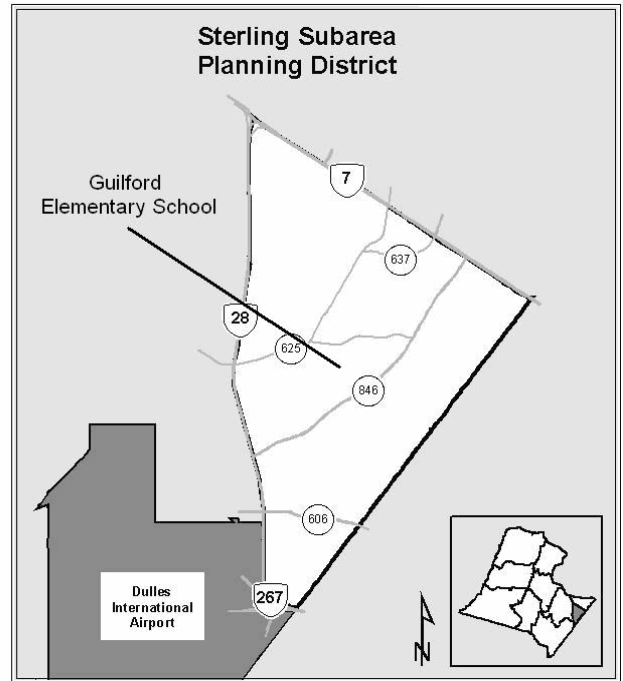 Sterling Subarea
Planning District
7
Guilford
Elementary School
637
28
625
846
606
Dulles
International
Airport
267
N